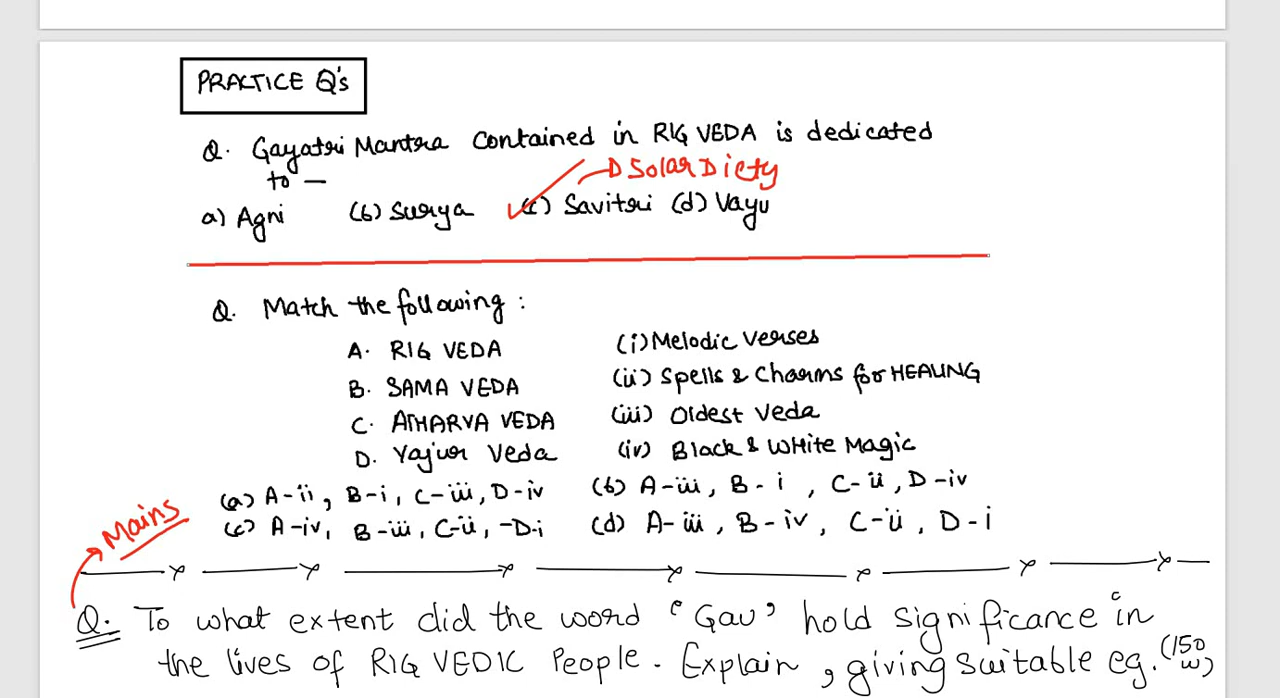 PRACTICE Q's
Q. Gayatri Mantra contained in RIG VEDA is dedicated
to —
→ Solar Diety
a) Agni (b) Surya (c) Savitri (d) Vayu
Q. Match the following :
A. RIG VEDA (i) Melodic Verses
B. SAMA VEDA (ii) Spells & Charms for HEALING
C. ATHARVA VEDA (iii) Oldest Veda
D. Yajur Veda (iv) Black & White Magic
(a) A-ii, B-i, C-iii, D-iv (b) A-iii, B-i, C-ii, D-iv
(c) A-iv, B-iii, C-ii, -D-i (d) A-iii, B-iv, C-ii, D-i
Mains
Q. To what extent did the word 'Gau' hold significance in
the lives of RIG VEDIC People. Explain, giving suitable eg. (150 w)